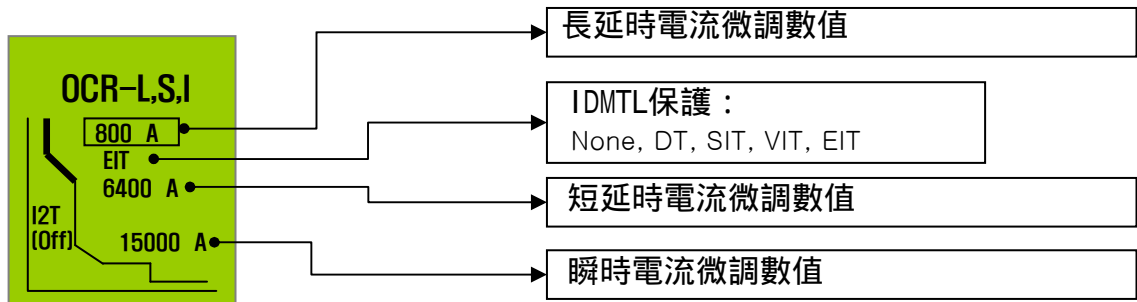 OCR-L,S,I
800 A
EIT
6400 A
I2T
(Off)
15000 A
長延時電流微調數值
IDMTL保護：
None, DT, SIT, VIT, EIT
短延時電流微調數值
瞬時電流微調數值